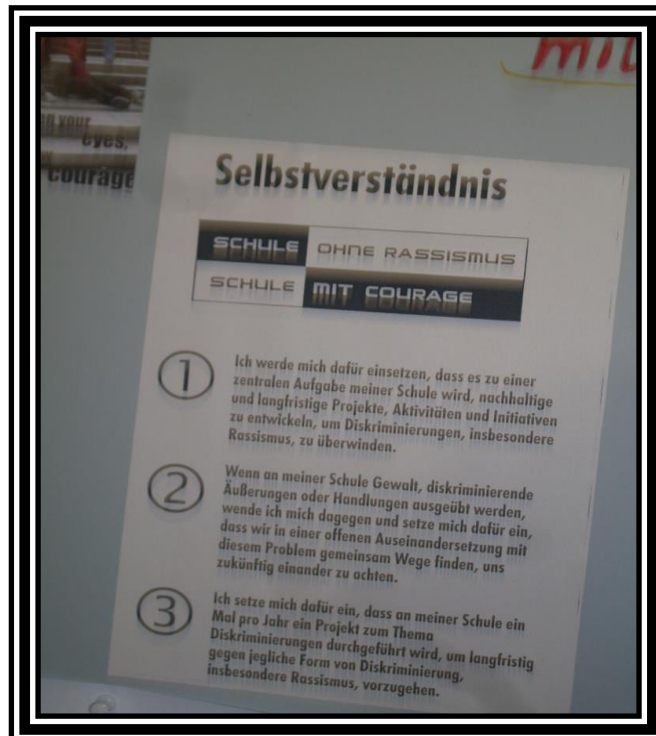 mit
your
eyes,
courage
Selbstverständnis
SCHULE OHNE RASSISMUS
SCHULE MIT COURAGE
1 Ich werde mich dafür einsetzen, dass es zu einer
zentralen Aufgabe meiner Schule wird, nachhaltige
und langfristige Projekte, Aktivitäten und Initiativen
zu entwickeln, um Diskriminierungen, insbesondere
Rassismus, zu überwinden.
2 Wenn an meiner Schule Gewalt, diskriminierende
Äußerungen oder Handlungen ausgeübt werden,
wende ich mich dagegen und setze mich dafür ein,
dass wir in einer offenen Auseinandersetzung mit
diesem Problem gemeinsam Wege finden, uns
zukünftig einander zu achten.
3 Ich setze mich dafür ein, dass an meiner Schule ein
Mal pro Jahr ein Projekt zum Thema
Diskriminierungen durchgeführt wird, um langfristig
gegen jegliche Form von Diskriminierung,
insbesondere Rassismus, vorzugehen.